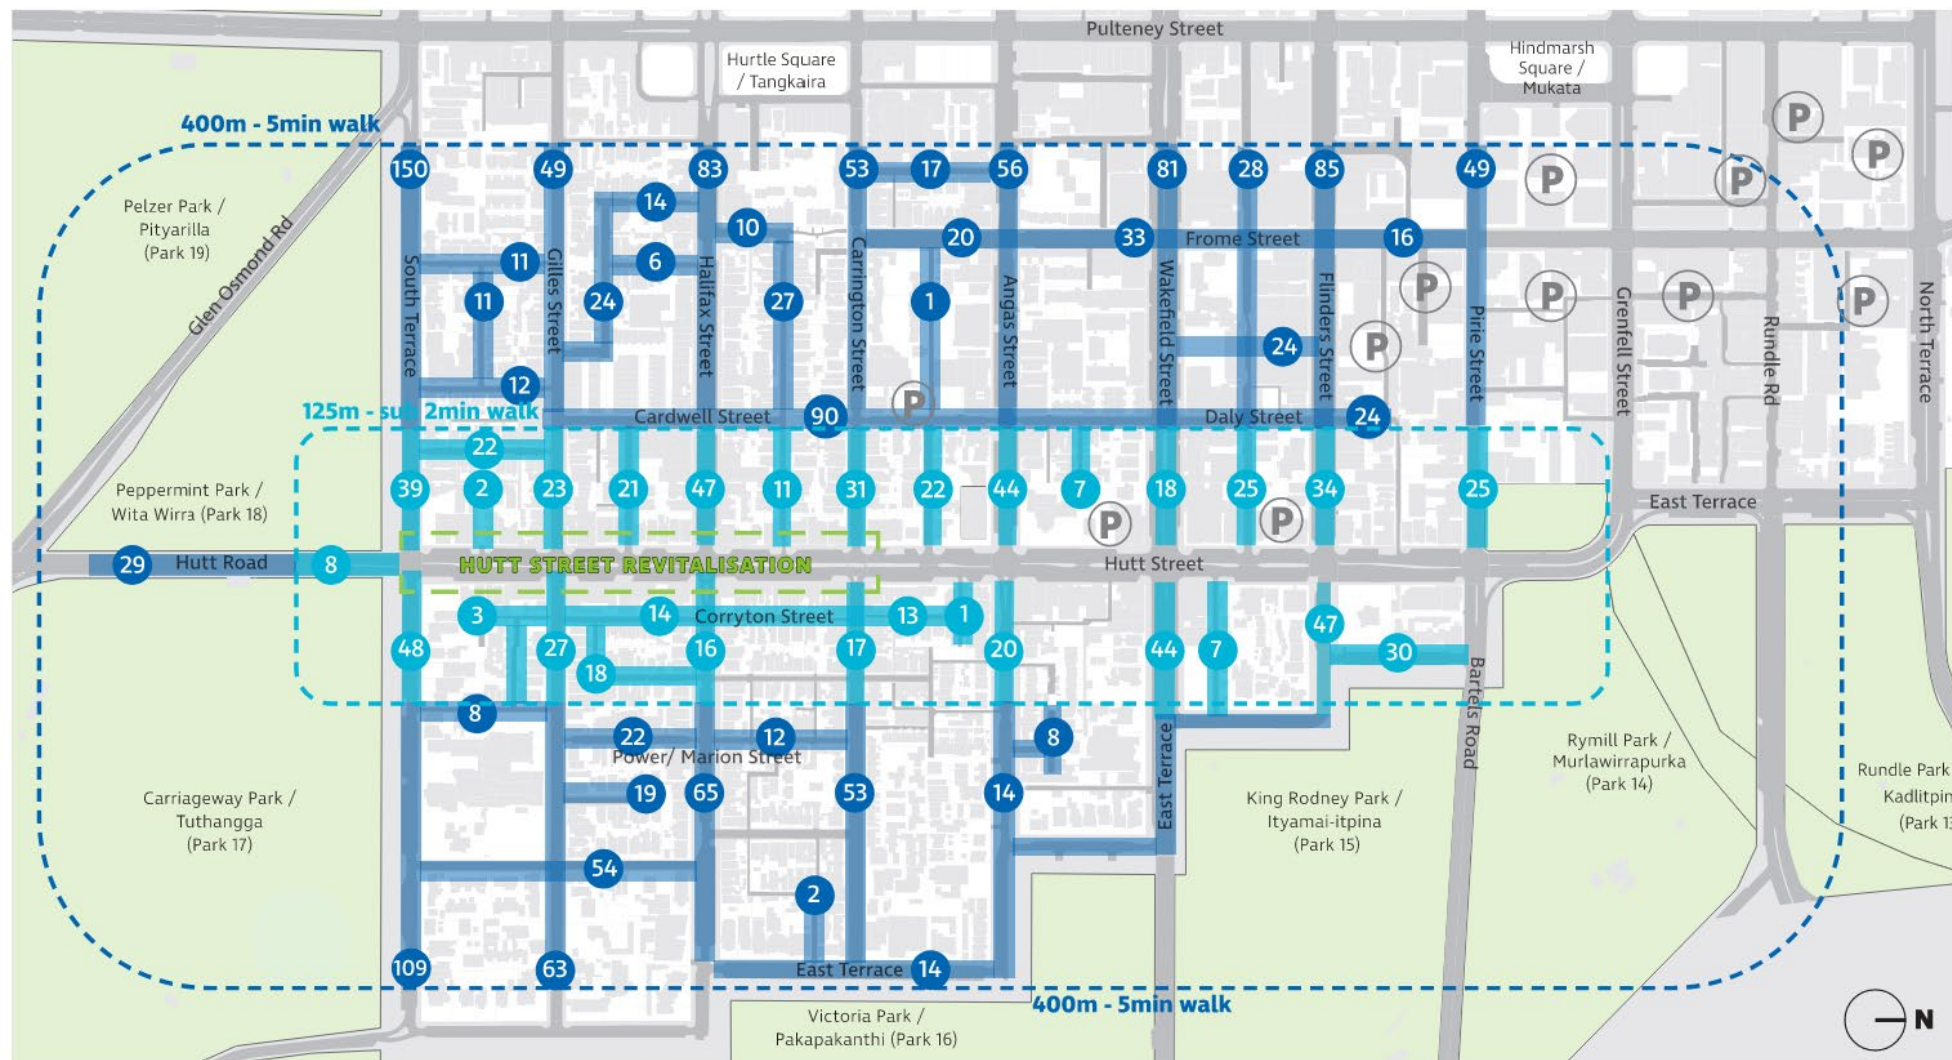 Pulteney Street
Hurtle Square
/ Tangkaira
Hindmarsh
Square /
Mukata
P
400m - 5min walk
P
150
49
83
53
17
56
81
28
85
49
P
P
Pelzer Park /
Pityarilla
(Park 19)
14
10
20
33
Frome Street
16
11
6
Glen Osmond Rd
South Terrace
Gilles Street
Halifax Street
Carrington Street
Angas Street
Wakefield Street
Flinders Street
Pirie Street
Grenfell Street
Rundle Rd
North Terrace
11
24
27
1
P
P
P
P
24
P
12
125m - sub 2min walk
Cardwell Street
90
P
Daly Street
24
22
Peppermint Park /
Wita Wirra (Park 18)
39
2
23
21
47
11
31
22
44
7
18
25
34
25
East Terrace
P
P
29
Hutt Road
8
HUTT STREET REVITALISATION
Hutt Street
3
14
Corryton Street
13
1
47
48
27
16
17
20
44
7
30
18
Bartels Road
8
22
12
8
Power/ Marion Street
East Terrace
Rymill Park /
Murlawirrapurka
(Park 14)
Rundle Park
Kadlitpin
(Park 13
Carriageway Park /
Tuthangga
(Park 17)
19
65
53
14
King Rodney Park /
Ityamai-itpina
(Park 15)
54
2
109
63
East Terrace
14
400m - 5min walk
Victoria Park /
Pakapakanthi (Park 16)
N